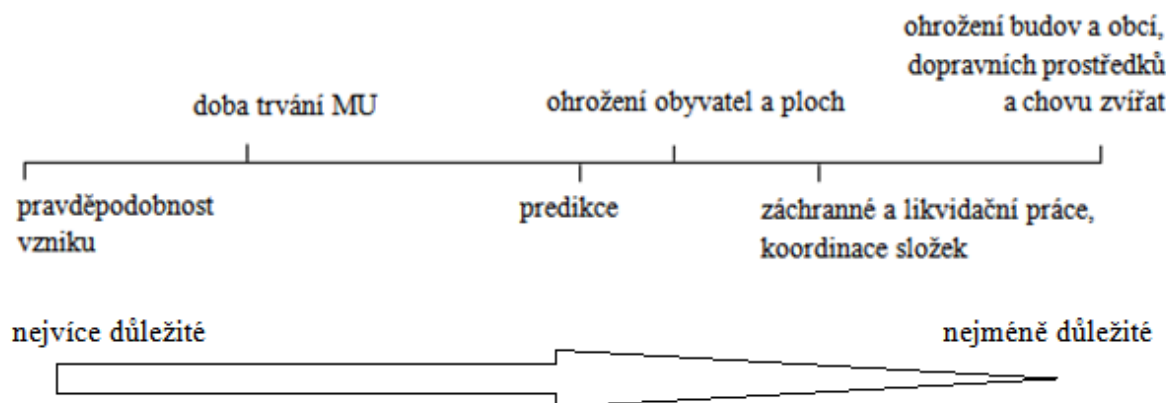 ohrožení budov a obcí,
dopravních prostředků
a chovu zvířat
doba trvání MU
ohrožení obyvatel a ploch
pravděpodobnost
vzniku
predikce
záchranné a likvidační práce,
koordinace složek
nejvíce důležité
nejméně důležité